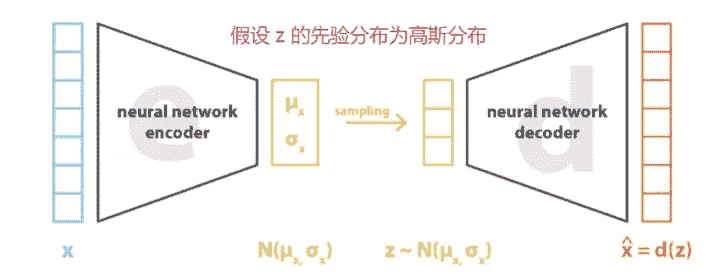 假设 z 的先验分布为高斯分布
e
neural network
encoder
μₓ
σₓ
sampling
d
neural network
decoder
x
N(μₓ, σₓ)
z ~ N(μₓ, σₓ)
x̂ = d(z)